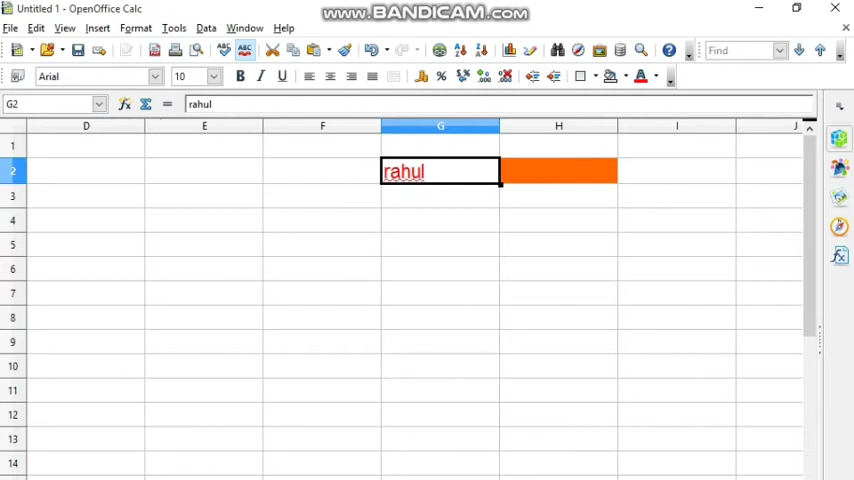 Untitled 1 - OpenOffice Calc
www.BANDICAM.com
File Edit View Insert Format Tools Data Window Help
Find
Arial 10 B I U
G2 rahul
D E F G H I J
1
2 rahul
3
4
5
6
7
8
9
10
11
12
13
14